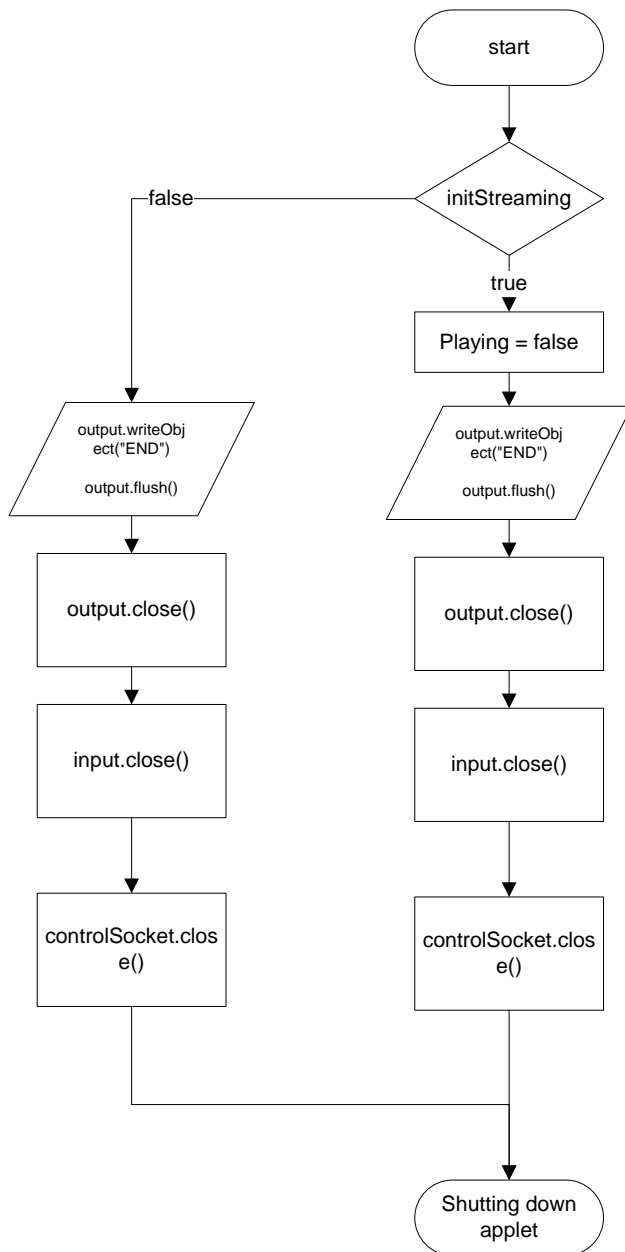 start
initStreaming
false
true
Playing = false
output.writeObj
ect("END")
output.flush()
output.writeObj
ect("END")
output.flush()
output.close()
output.close()
input.close()
input.close()
controlSocket.clos
e()
controlSocket.clos
e()
Shutting down
applet